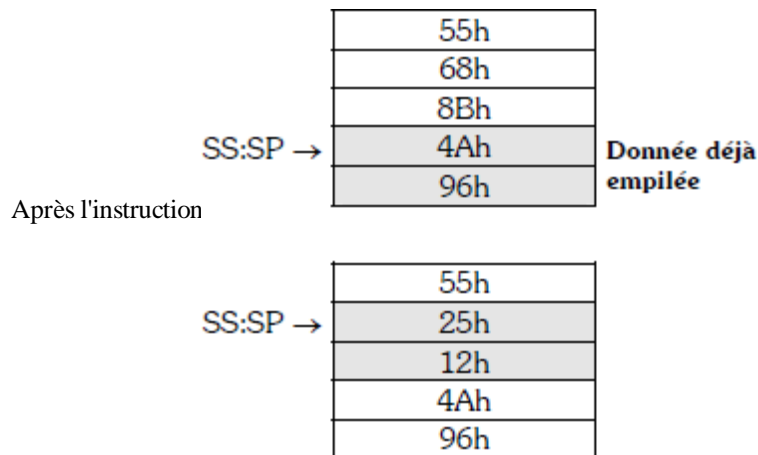 55h
68h
8Bh
SS:SP → 4Ah Donnée déjà
96h empilée
Après l'instruction
55h
SS:SP → 25h
12h
4Ah
96h